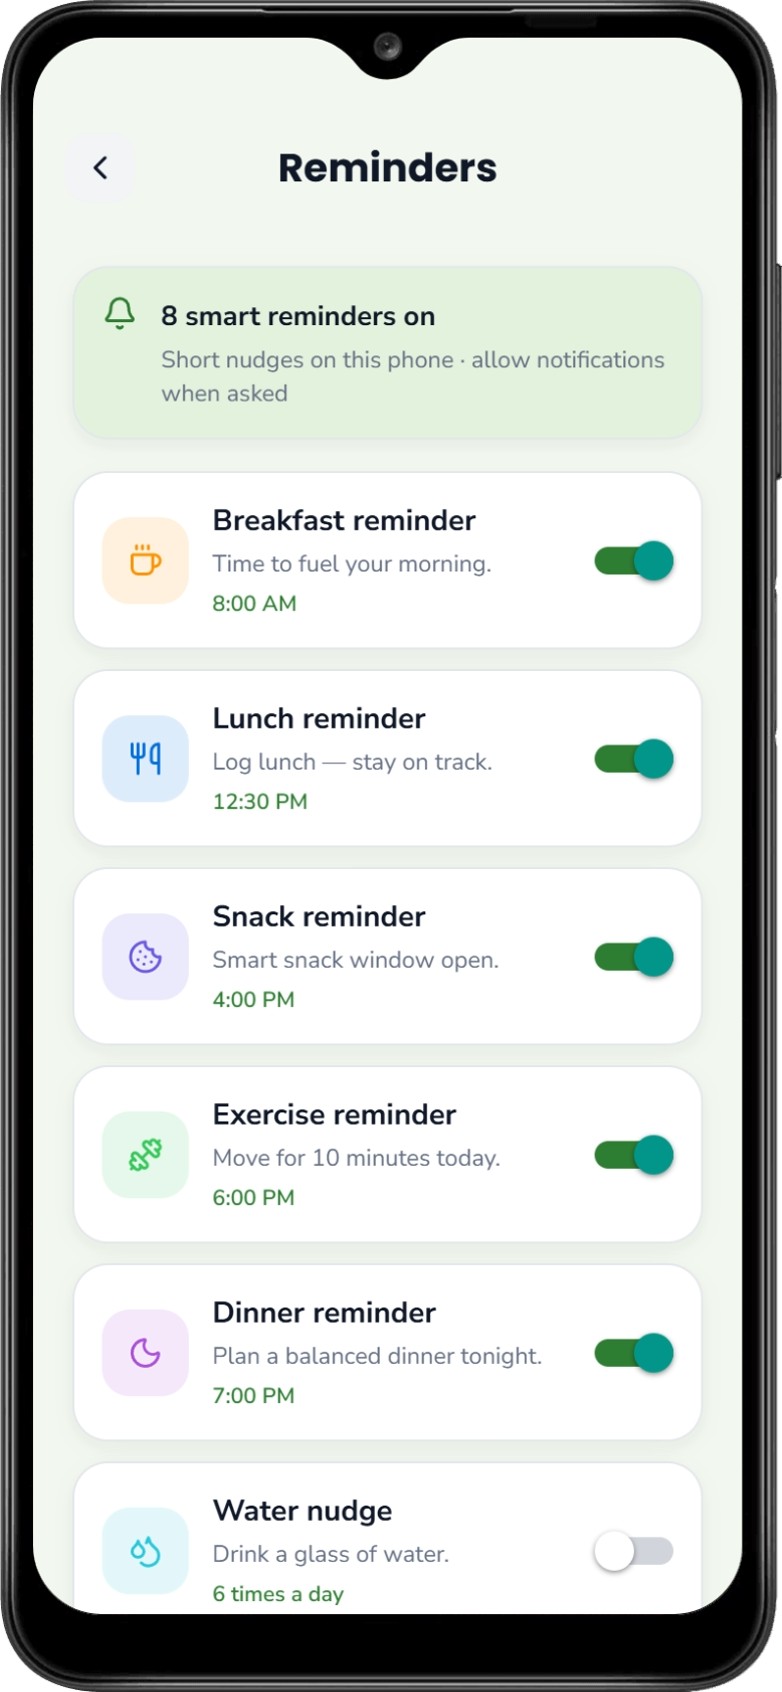 Reminders
8 smart reminders on
Short nudges on this phone · allow notifications
when asked
Breakfast reminder
Time to fuel your morning.
8:00 AM
Lunch reminder
Log lunch — stay on track.
12:30 PM
Snack reminder
Smart snack window open.
4:00 PM
Exercise reminder
Move for 10 minutes today.
6:00 PM
Dinner reminder
Plan a balanced dinner tonight.
7:00 PM
Water nudge
Drink a glass of water.
6 times a day